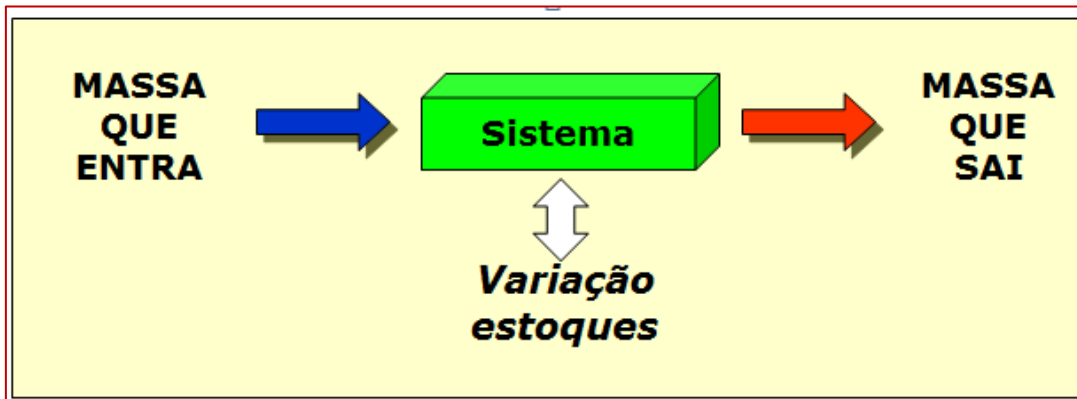 MASSA
QUE
ENTRA
Sistema
MASSA
QUE
SAI
Variação
estoques